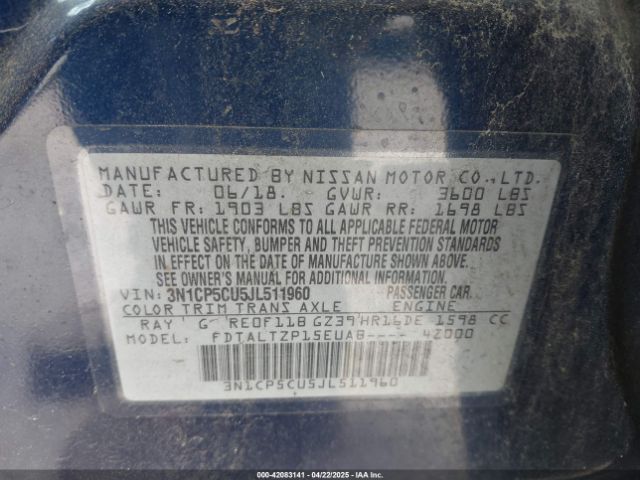 MANUFACTURED BY NISSAN MOTOR CO.,LTD.
DATE: 06/18. GVWR: 3600 LBS
GAWR FR: 1903 LBS GAWR RR: 1698 LBS
THIS VEHICLE CONFORMS TO ALL APPLICABLE FEDERAL MOTOR
VEHICLE SAFETY, BUMPER AND THEFT PREVENTION STANDARDS
IN EFFECT ON THE DATE OF MANUFACTURE SHOWN ABOVE.
SEE OWNER'S MANUAL FOR ADDITIONAL INFORMATION.
VIN: 3N1CP5CU5JL511960 PASSENGER CAR
COLOR TRIM TRANS AXLE ENGINE
RAY G RE0F11B GZ39 HR16DE 1598 CC
MODEL: FDTALTZP15EUAB---- 4Z000
3N1CP5CU5JL511960
000-42083141 - 04/22/2025 - IAAI.COM